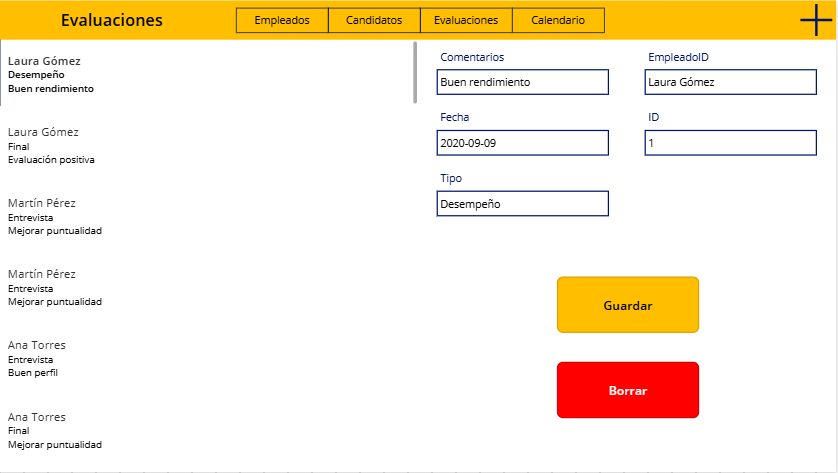 Evaluaciones
Empleados
Candidatos
Evaluaciones
Calendario
Laura Gómez
Desempeño
Buen rendimiento
Laura Gómez
Final
Evaluación positiva
Martín Pérez
Entrevista
Mejorar puntualidad
Martín Pérez
Entrevista
Mejorar puntualidad
Ana Torres
Entrevista
Buen perfil
Ana Torres
Final
Mejorar puntualidad
Comentarios
Buen rendimiento
EmpleadoID
Laura Gómez
Fecha
2020-09-09
ID
1
Tipo
Desempeño
Guardar
Borrar